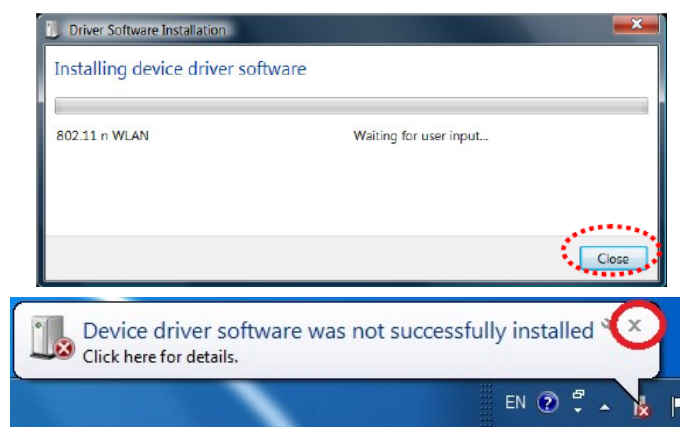 Driver Software Installation
Installing device driver software
802.11 n WLAN Waiting for user input...
Close
Device driver software was not successfully installed
Click here for details.
EN